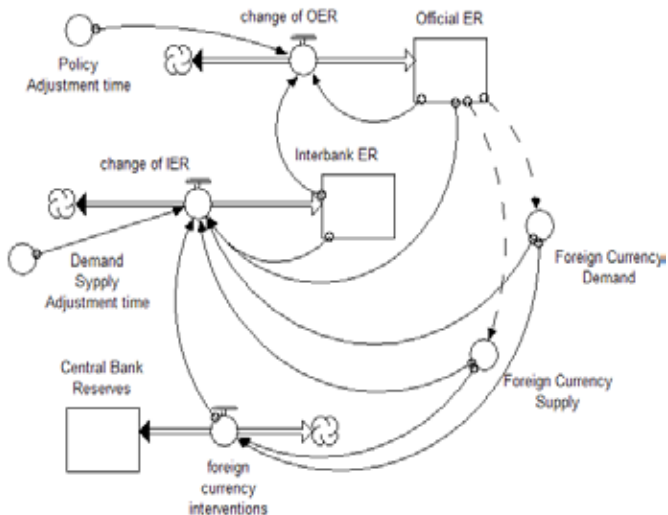 change of OER
Official ER
Policy
Adjustment time
change of IER
Interbank ER
Demand
Sypply
Adjustment time
Foreign Currency
Demand
Central Bank
Reserves
Foreign Currency
Supply
foreign
currency
interventions